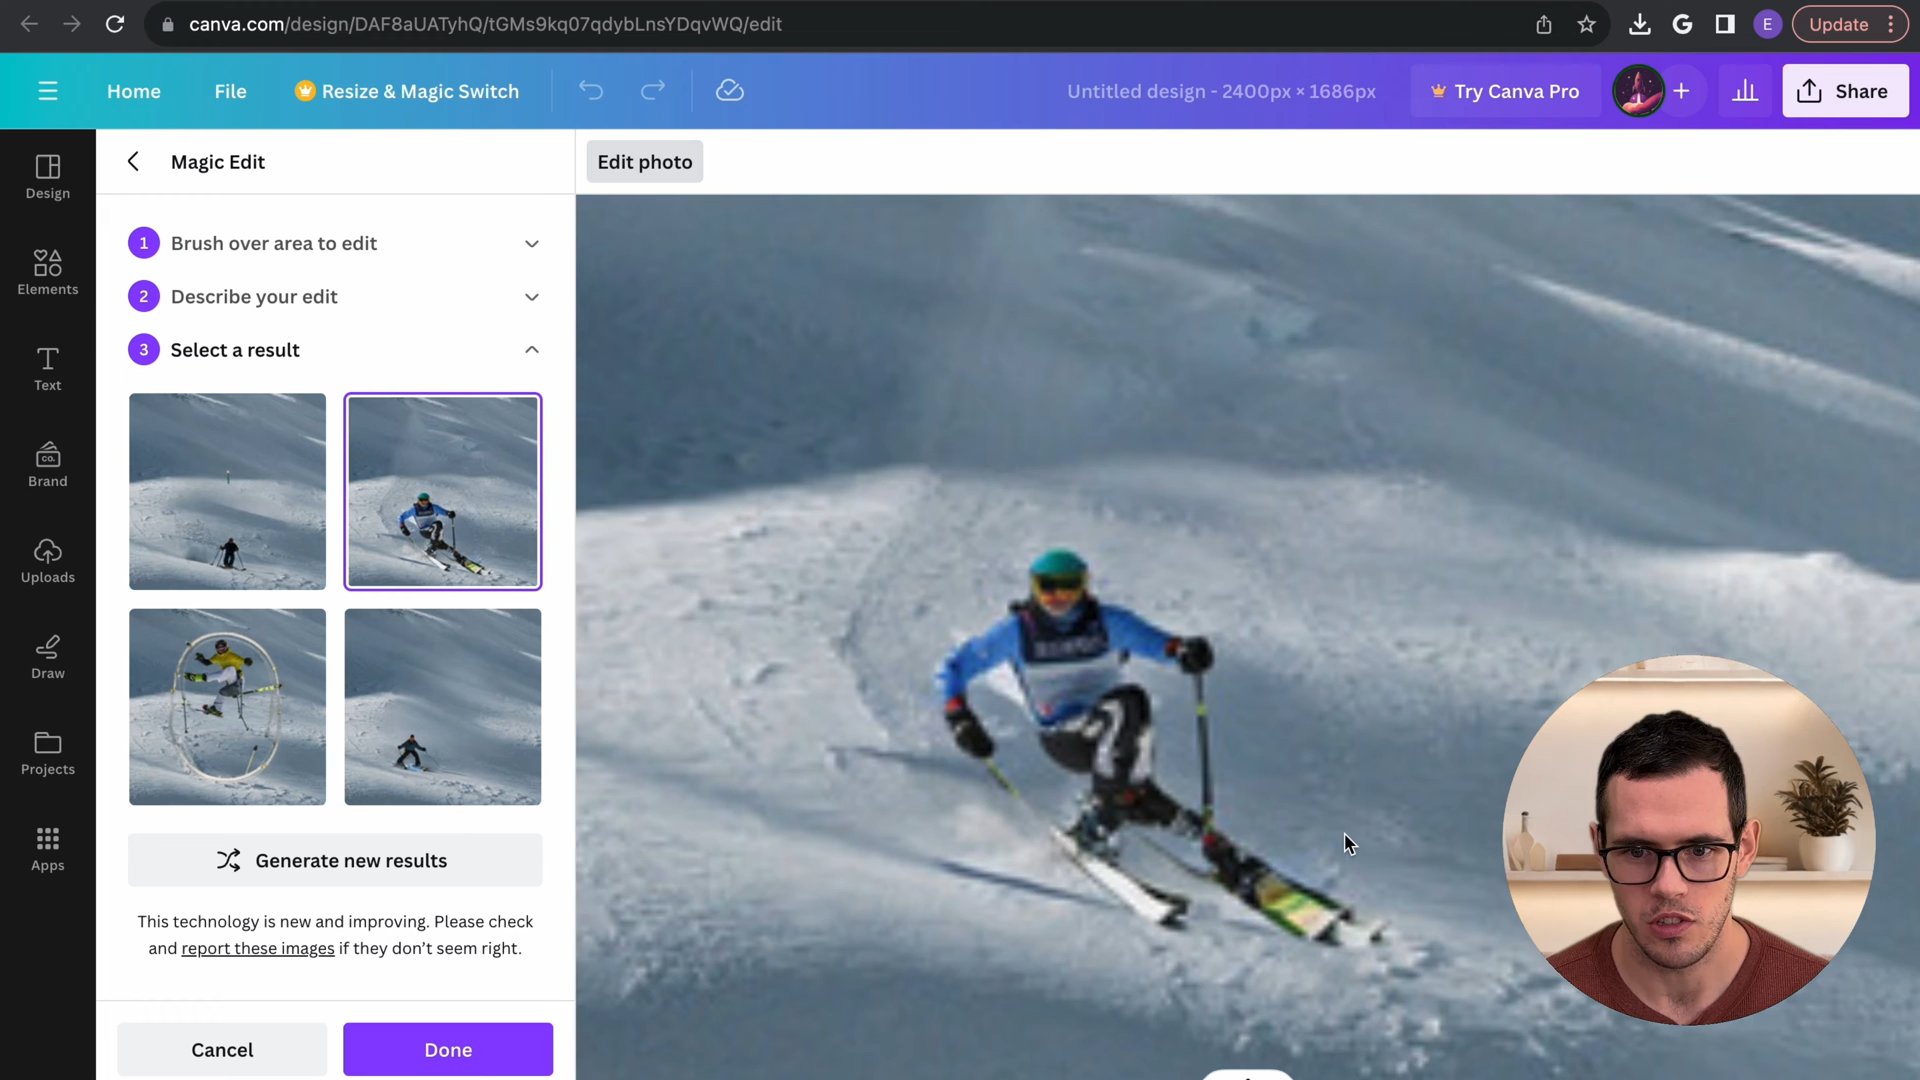 canva.com/design/DAF8aUATyhQ/tGMs9kq07qdybLnsYDqvWQ/edit
E
Update
Home
File
Resize & Magic Switch
Untitled design - 2400px × 1686px
Try Canva Pro
Share
Design
Elements
Text
Brand
Uploads
Draw
Projects
Apps
Magic Edit
Edit photo
1 Brush over area to edit
2 Describe your edit
3 Select a result
Generate new results
This technology is new and improving. Please check
and report these images if they don’t seem right.
Cancel
Done